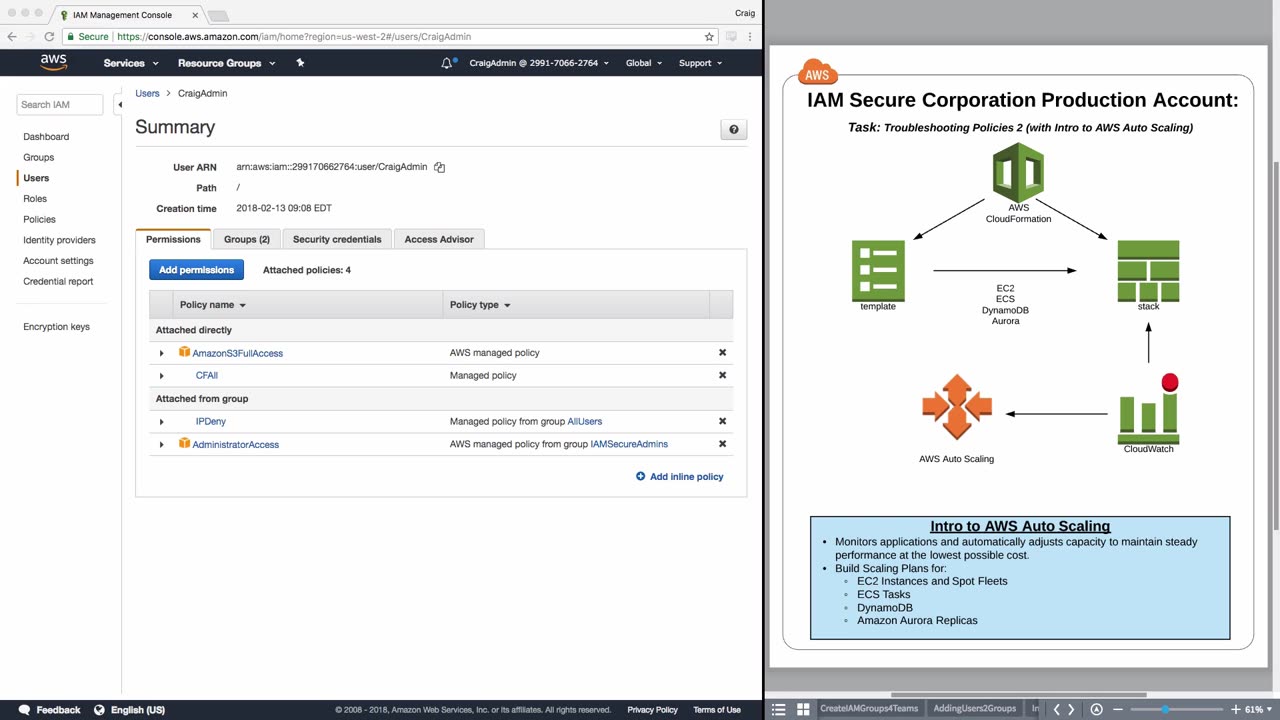 IAM Management Console
Craig
Secure
https://console.aws.amazon.com/iam/home?region=us-west-2#/users/CraigAdmin
aws
Services
Resource Groups
CraigAdmin @ 2991-7066-2764
Global
Support
Search IAM
Dashboard
Groups
Users
Roles
Policies
Identity providers
Account settings
Credential report
Encryption keys
Users > CraigAdmin
Summary
?
User ARN arn:aws:iam::299170662764:user/CraigAdmin
Path /
Creation time 2018-02-13 09:08 EDT
Permissions
Groups (2)
Security credentials
Access Advisor
Add permissions
Attached policies: 4
Policy name
Policy type
Attached directly
AmazonS3FullAccess AWS managed policy
CFAll Managed policy
Attached from group
IPDeny Managed policy from group AllUsers
AdministratorAccess AWS managed policy from group IAMSecureAdmins
Add inline policy
Feedback
English (US)
© 2008 - 2018, Amazon Web Services, Inc. or its affiliates. All rights reserved.
Privacy Policy
Terms of Use
AWS
IAM Secure Corporation Production Account:
Task: Troubleshooting Policies 2 (with Intro to AWS Auto Scaling)
AWS
CloudFormation
template
EC2
ECS
DynamoDB
Aurora
stack
AWS Auto Scaling
CloudWatch
Intro to AWS Auto Scaling
• Monitors applications and automatically adjusts capacity to maintain steady
performance at the lowest possible cost.
• Build Scaling Plans for:
◦ EC2 Instances and Spot Fleets
◦ ECS Tasks
◦ DynamoDB
◦ Amazon Aurora Replicas
CreateIAMGroups4Teams
AddingUsers2Groups
61%